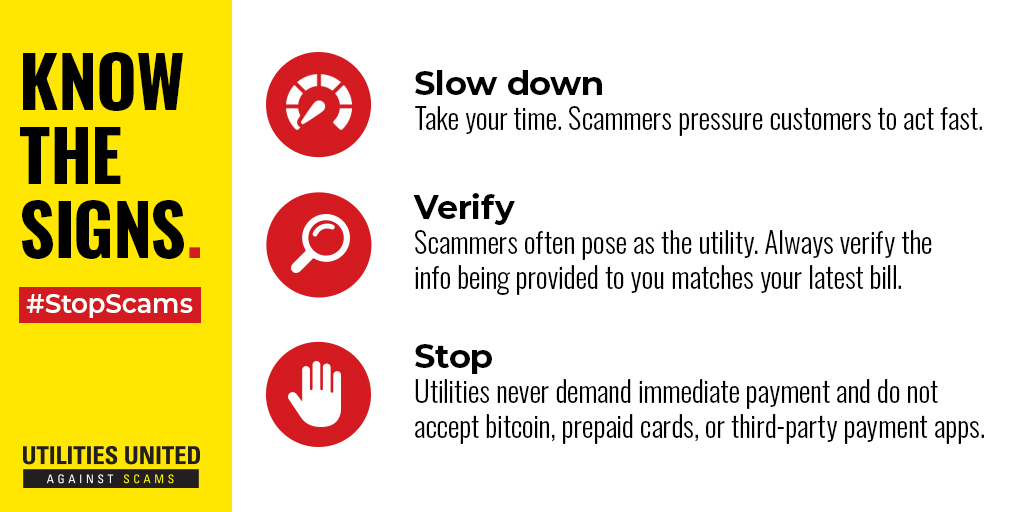 KNOW
THE
SIGNS.
#StopScams
UTILITIES UNITED
AGAINST SCAMS
Slow down
Take your time. Scammers pressure customers to act fast.
Verify
Scammers often pose as the utility. Always verify the
info being provided to you matches your latest bill.
Stop
Utilities never demand immediate payment and do not
accept bitcoin, prepaid cards, or third-party payment apps.